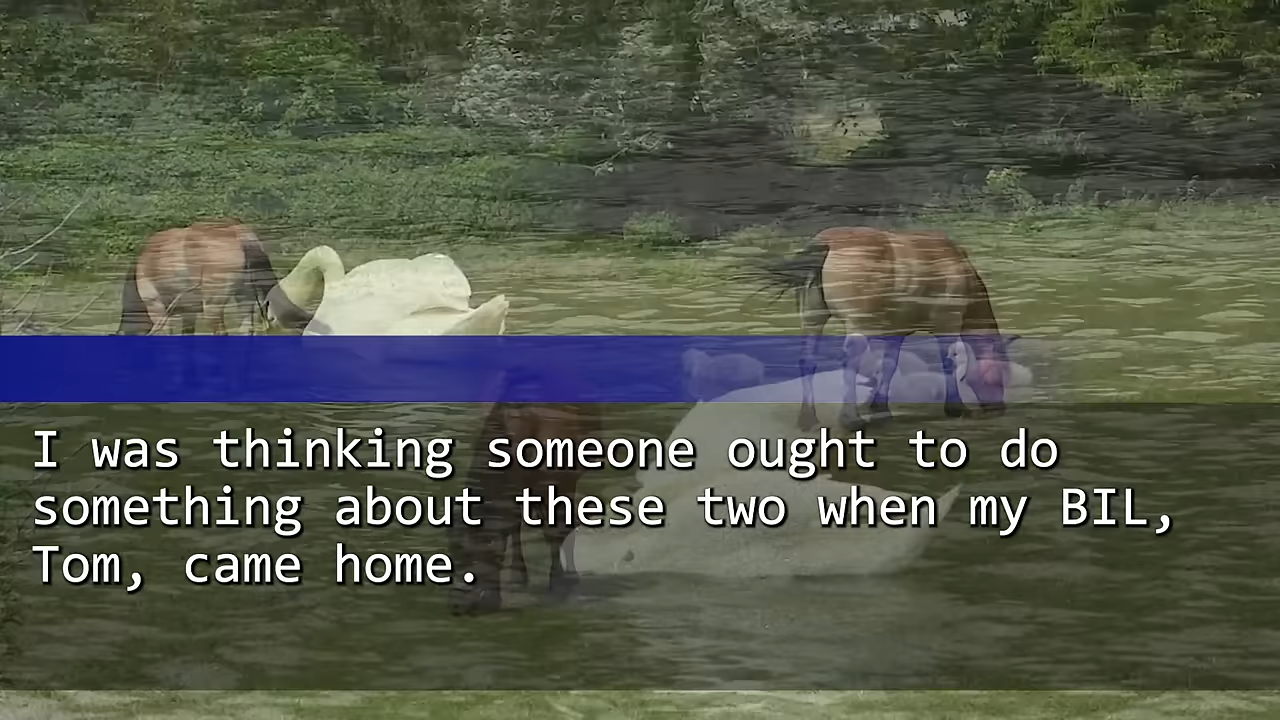 I was thinking someone ought to do
something about these two when my BIL,
Tom, came home.